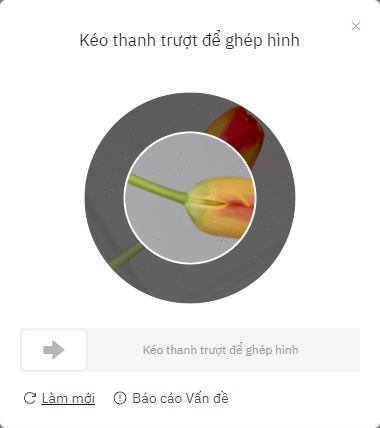 Kéo thanh trượt để ghép hình
Kéo thanh trượt để ghép hình
Làm mới
Báo cáo Vấn đề